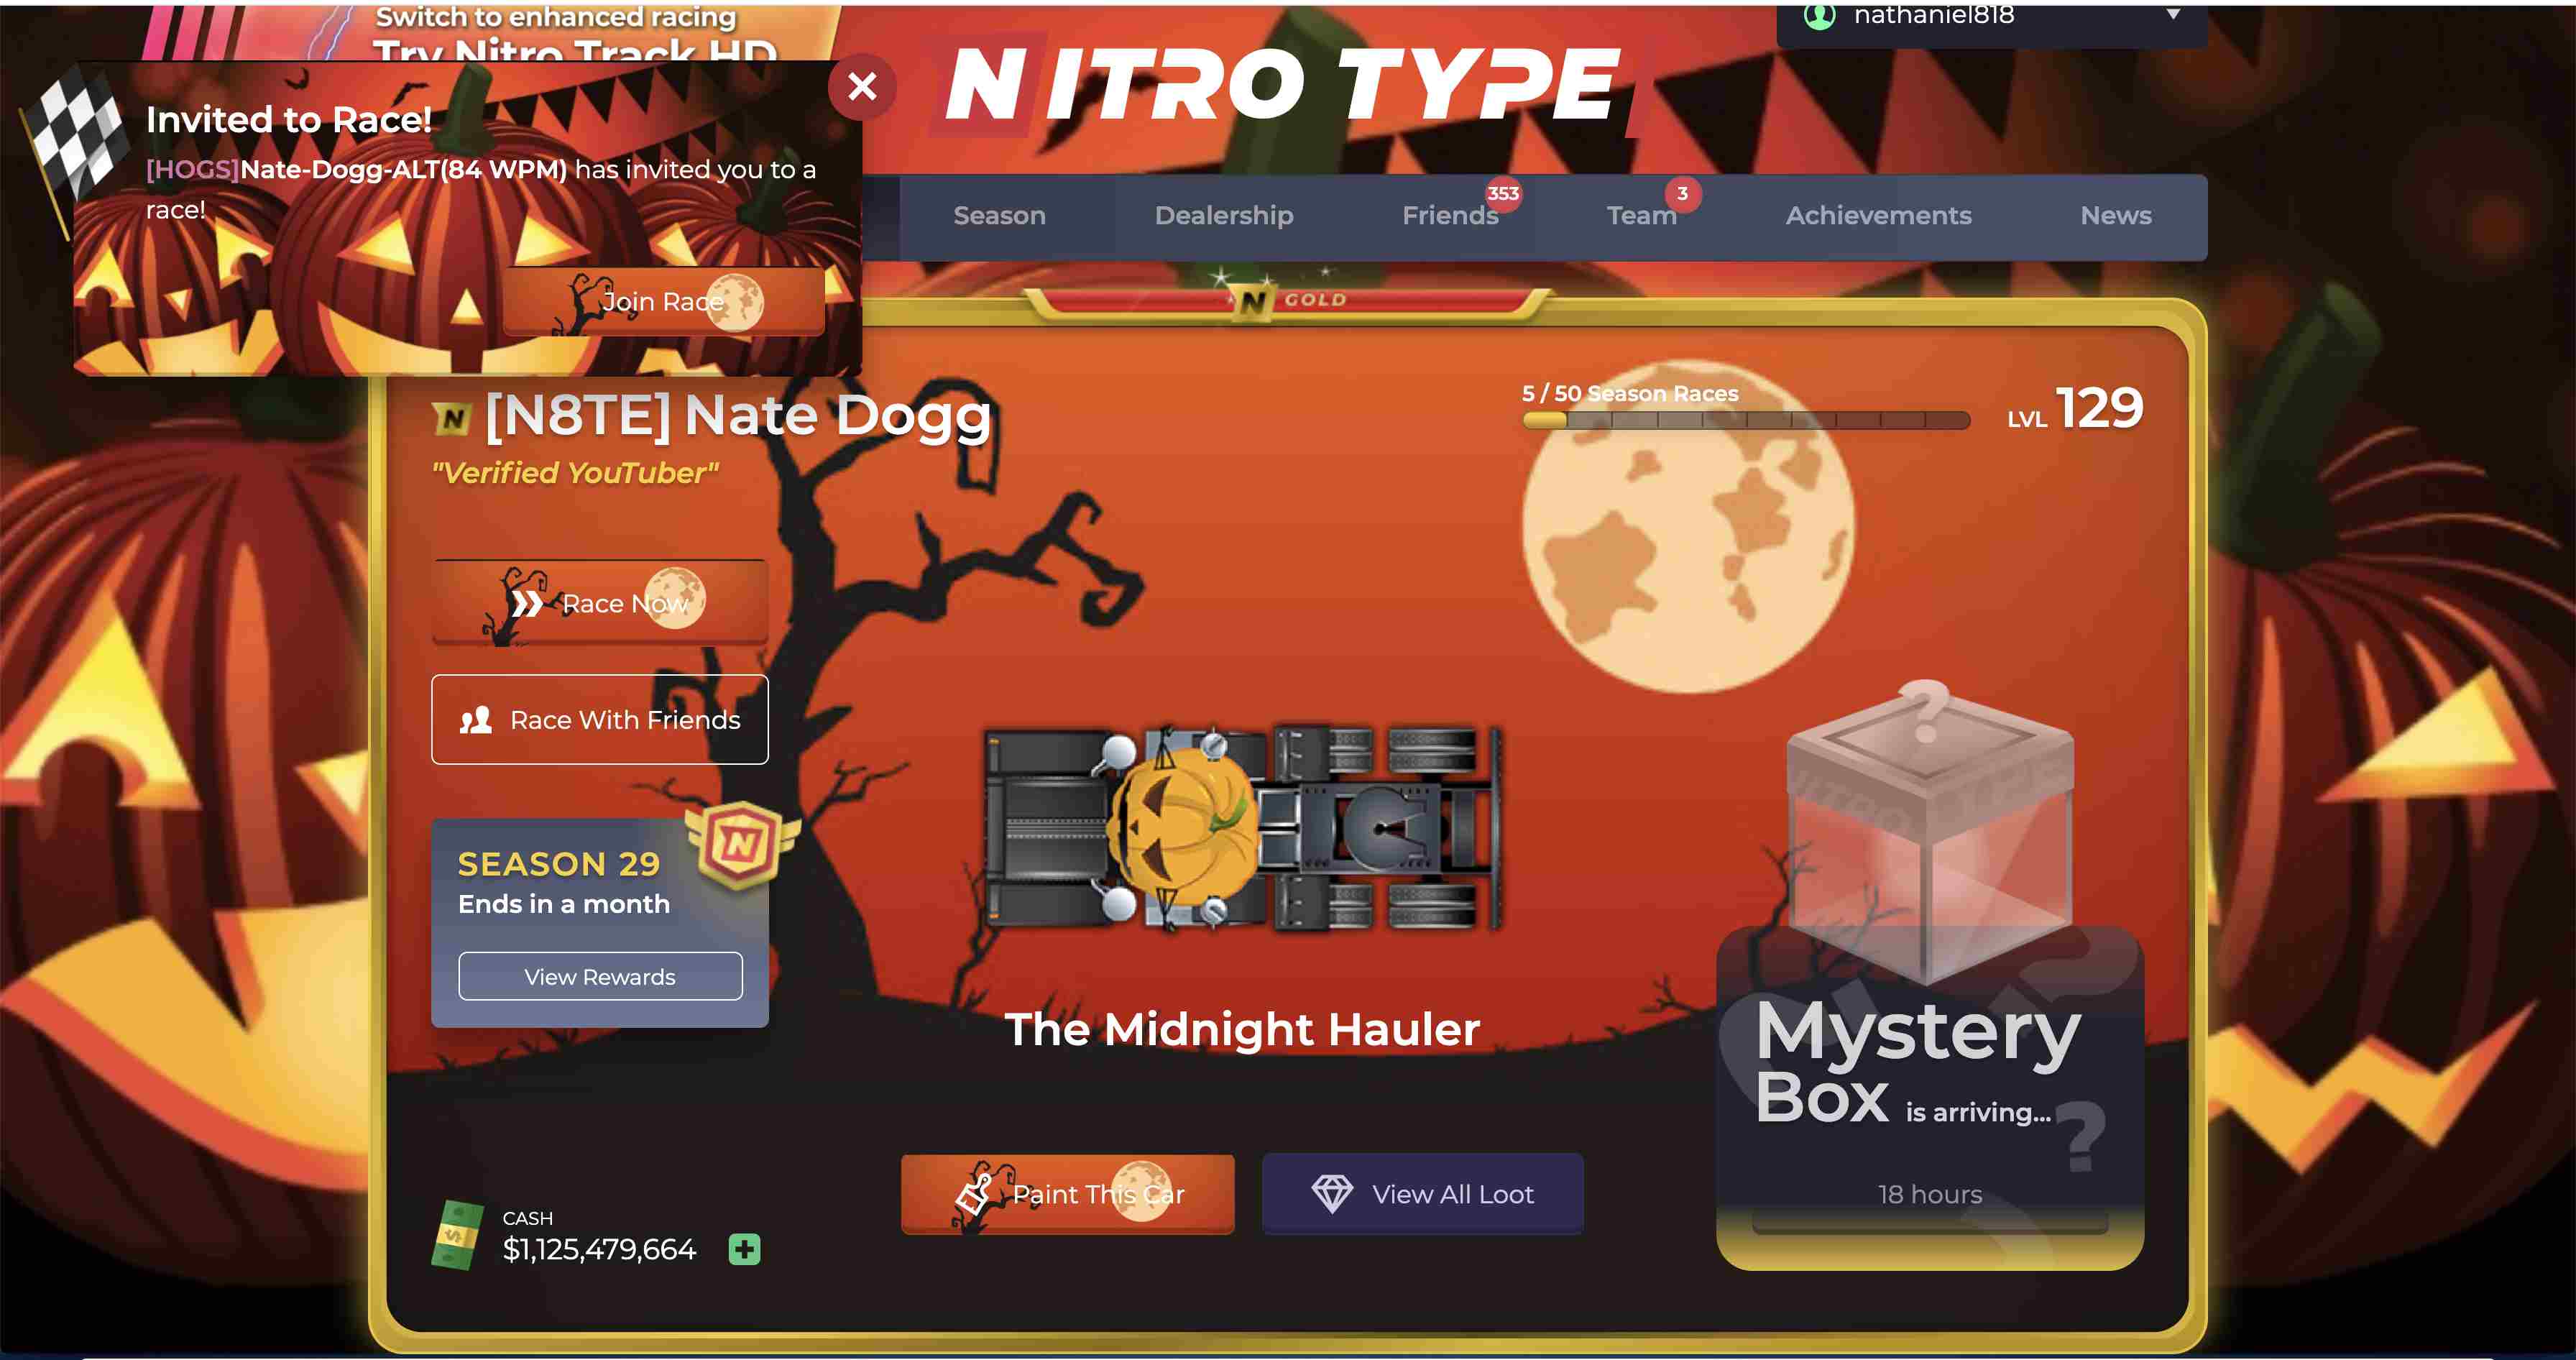 Switch to enhanced racing
Try Nitro Track HD
nathaniel818
NITRO TYPE
Invited to Race!
[HOGS]Nate-Dogg-ALT(84 WPM) has invited you to a
race!
Join Race
Season
Dealership
Friends
353
Team
3
Achievements
News
N GOLD
N [N8TE] Nate Dogg
"Verified YouTuber"
5 / 50 Season Races
LVL 129
Race Now
Race With Friends
SEASON 29
N
Ends in a month
View Rewards
The Midnight Hauler
?
NITRO TYPE
Mystery
Box is arriving...
?
18 hours
CASH
$1,125,479,664
Paint This Car
View All Loot